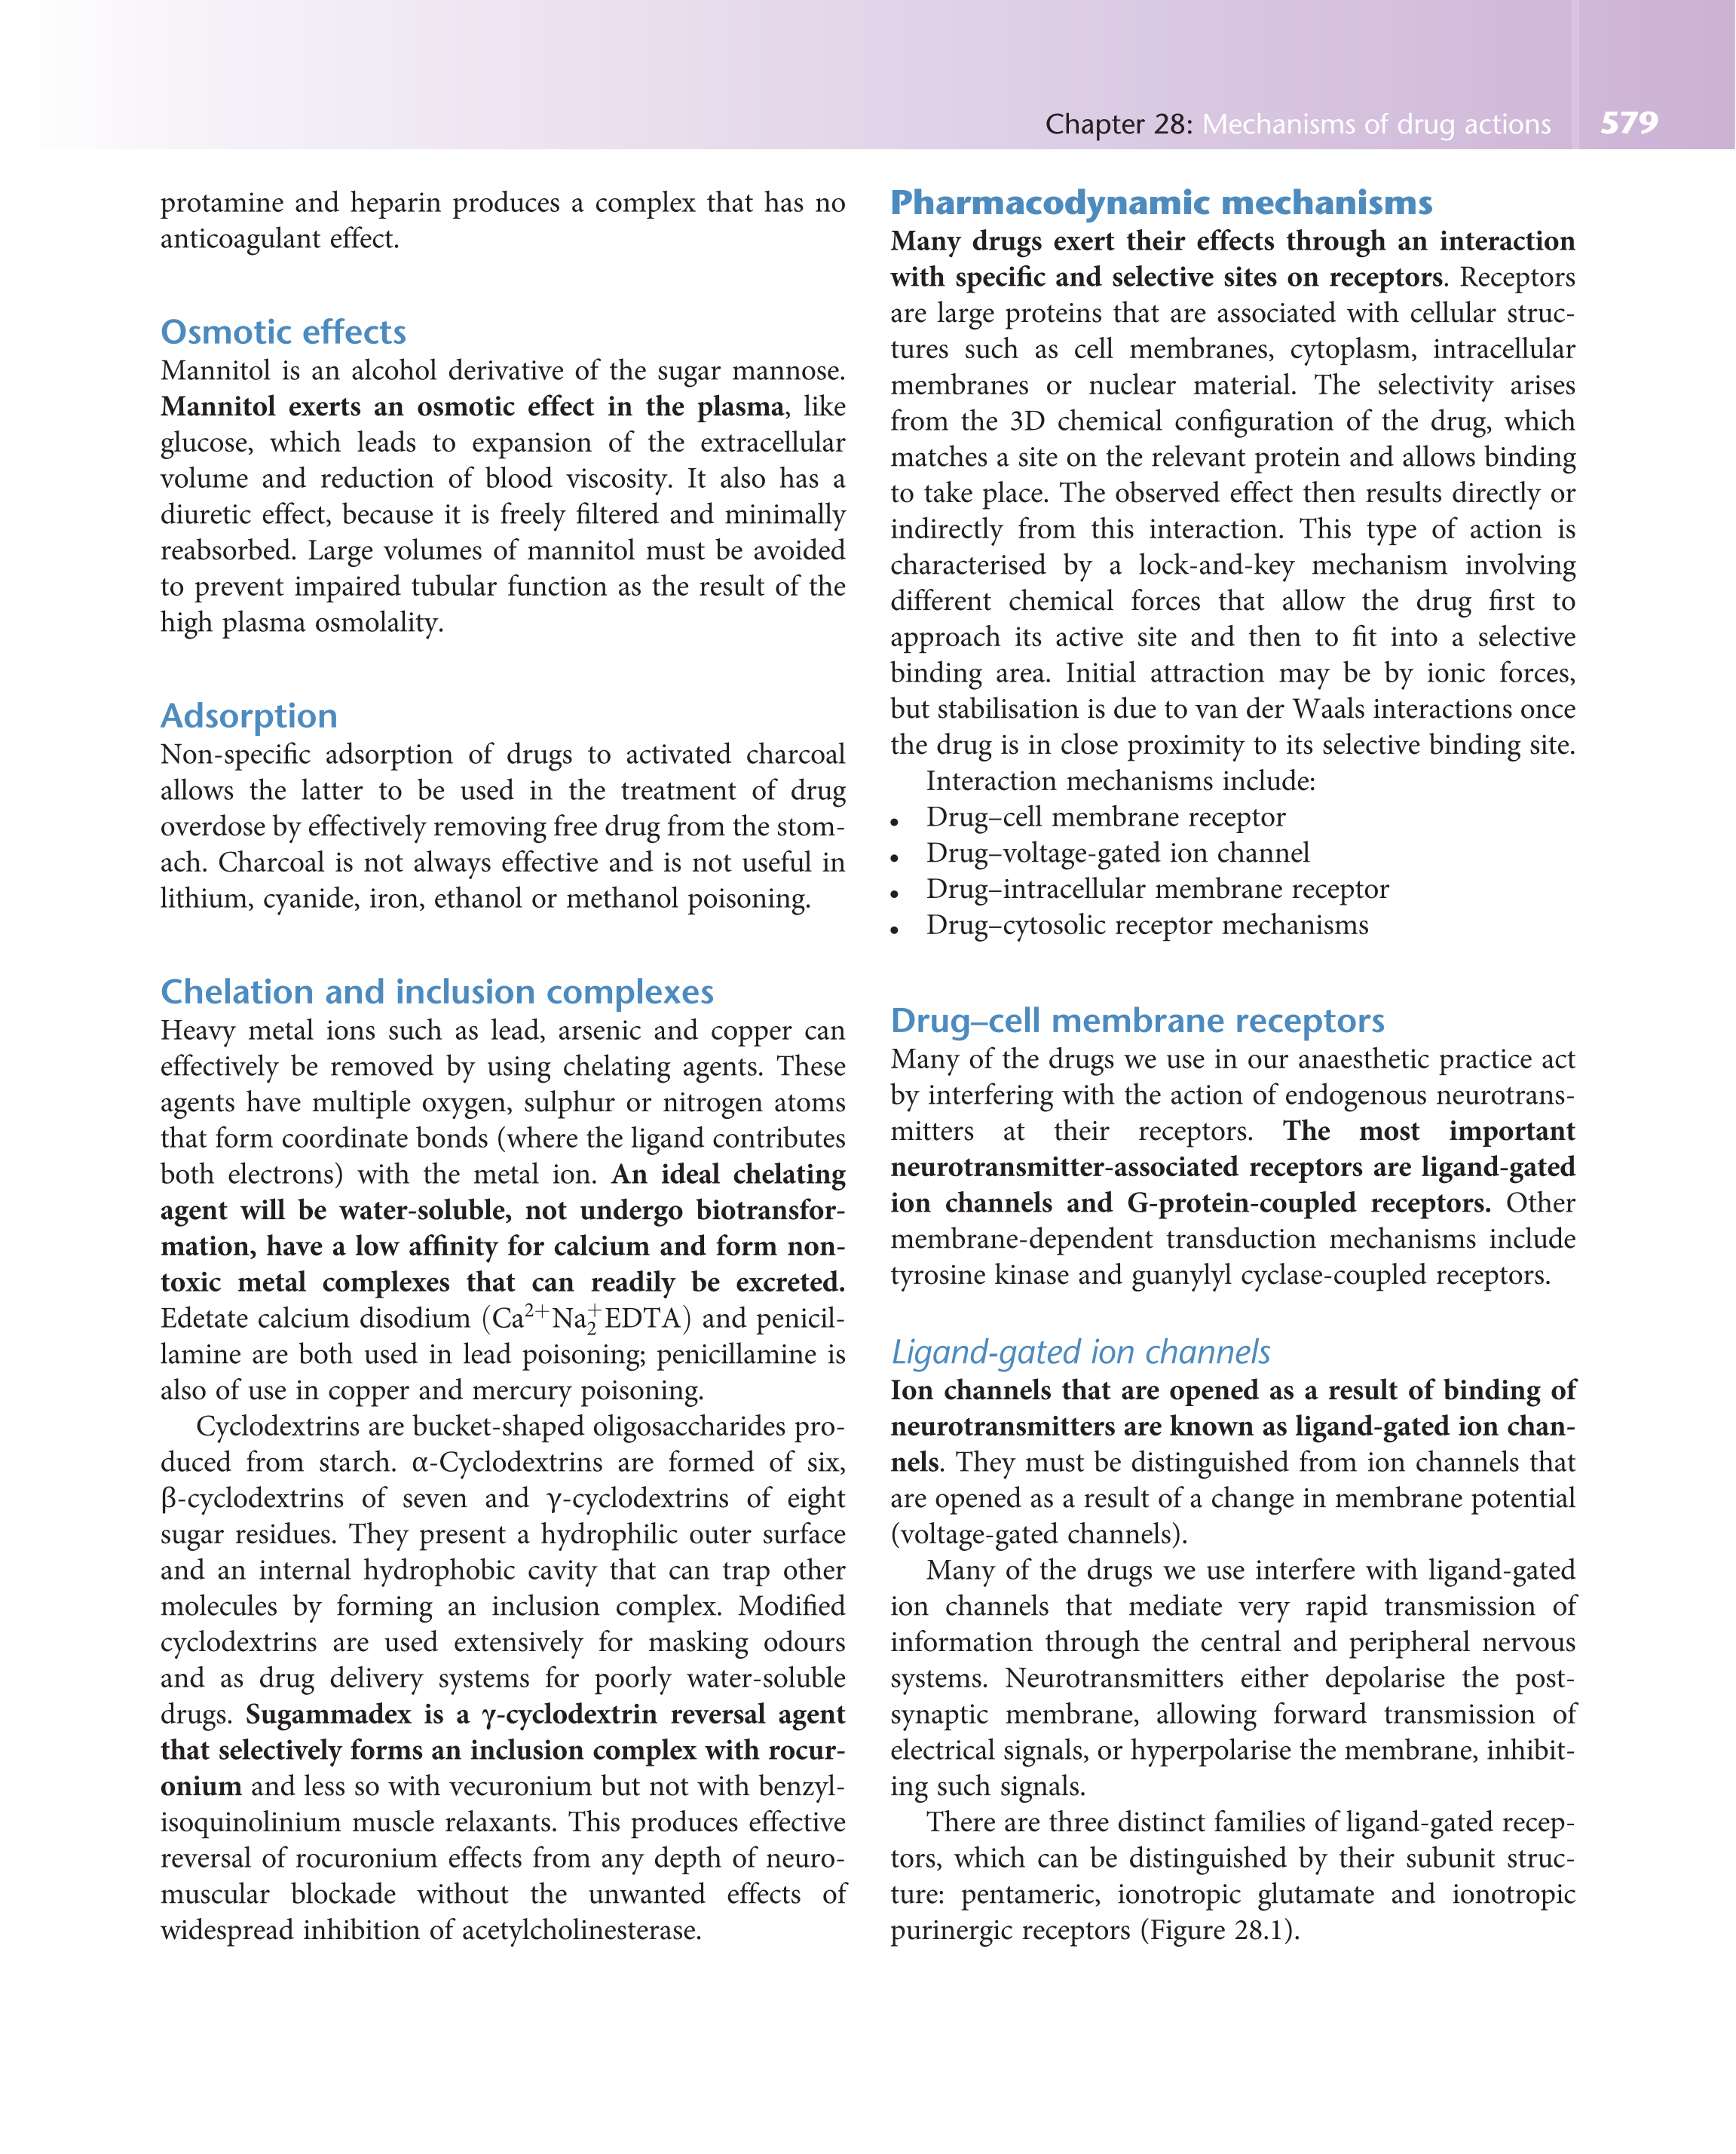 Chapter 28: Mechanisms of drug actions 579
protamine and heparin produces a complex that has no
anticoagulant effect.
Osmotic effects
Mannitol is an alcohol derivative of the sugar mannose.
Mannitol exerts an osmotic effect in the plasma, like
glucose, which leads to expansion of the extracellular
volume and reduction of blood viscosity. It also has a
diuretic effect, because it is freely filtered and minimally
reabsorbed. Large volumes of mannitol must be avoided
to prevent impaired tubular function as the result of the
high plasma osmolality.
Adsorption
Non-specific adsorption of drugs to activated charcoal
allows the latter to be used in the treatment of drug
overdose by effectively removing free drug from the stom-
ach. Charcoal is not always effective and is not useful in
lithium, cyanide, iron, ethanol or methanol poisoning.
Chelation and inclusion complexes
Heavy metal ions such as lead, arsenic and copper can
effectively be removed by using chelating agents. These
agents have multiple oxygen, sulphur or nitrogen atoms
that form coordinate bonds (where the ligand contributes
both electrons) with the metal ion. An ideal chelating
agent will be water-soluble, not undergo biotransfor-
mation, have a low affinity for calcium and form non-
toxic metal complexes that can readily be excreted.
Edetate calcium disodium (Ca²⁺Na₂⁺EDTA) and penicil-
lamine are both used in lead poisoning; penicillamine is
also of use in copper and mercury poisoning.
Cyclodextrins are bucket-shaped oligosaccharides pro-
duced from starch. α-Cyclodextrins are formed of six,
β-cyclodextrins of seven and γ-cyclodextrins of eight
sugar residues. They present a hydrophilic outer surface
and an internal hydrophobic cavity that can trap other
molecules by forming an inclusion complex. Modified
cyclodextrins are used extensively for masking odours
and as drug delivery systems for poorly water-soluble
drugs. Sugammadex is a γ-cyclodextrin reversal agent
that selectively forms an inclusion complex with rocur-
onium and less so with vecuronium but not with benzyl-
isoquinolinium muscle relaxants. This produces effective
reversal of rocuronium effects from any depth of neuro-
muscular blockade without the unwanted effects of
widespread inhibition of acetylcholinesterase.
Pharmacodynamic mechanisms
Many drugs exert their effects through an interaction
with specific and selective sites on receptors. Receptors
are large proteins that are associated with cellular struc-
tures such as cell membranes, cytoplasm, intracellular
membranes or nuclear material. The selectivity arises
from the 3D chemical configuration of the drug, which
matches a site on the relevant protein and allows binding
to take place. The observed effect then results directly or
indirectly from this interaction. This type of action is
characterised by a lock-and-key mechanism involving
different chemical forces that allow the drug first to
approach its active site and then to fit into a selective
binding area. Initial attraction may be by ionic forces,
but stabilisation is due to van der Waals interactions once
the drug is in close proximity to its selective binding site.
Interaction mechanisms include:
• Drug–cell membrane receptor
• Drug–voltage-gated ion channel
• Drug–intracellular membrane receptor
• Drug–cytosolic receptor mechanisms
Drug–cell membrane receptors
Many of the drugs we use in our anaesthetic practice act
by interfering with the action of endogenous neurotrans-
mitters at their receptors. The most important
neurotransmitter-associated receptors are ligand-gated
ion channels and G-protein-coupled receptors. Other
membrane-dependent transduction mechanisms include
tyrosine kinase and guanylyl cyclase-coupled receptors.
Ligand-gated ion channels
Ion channels that are opened as a result of binding of
neurotransmitters are known as ligand-gated ion chan-
nels. They must be distinguished from ion channels that
are opened as a result of a change in membrane potential
(voltage-gated channels).
Many of the drugs we use interfere with ligand-gated
ion channels that mediate very rapid transmission of
information through the central and peripheral nervous
systems. Neurotransmitters either depolarise the post-
synaptic membrane, allowing forward transmission of
electrical signals, or hyperpolarise the membrane, inhibit-
ing such signals.
There are three distinct families of ligand-gated recep-
tors, which can be distinguished by their subunit struc-
ture: pentameric, ionotropic glutamate and ionotropic
purinergic receptors (Figure 28.1).